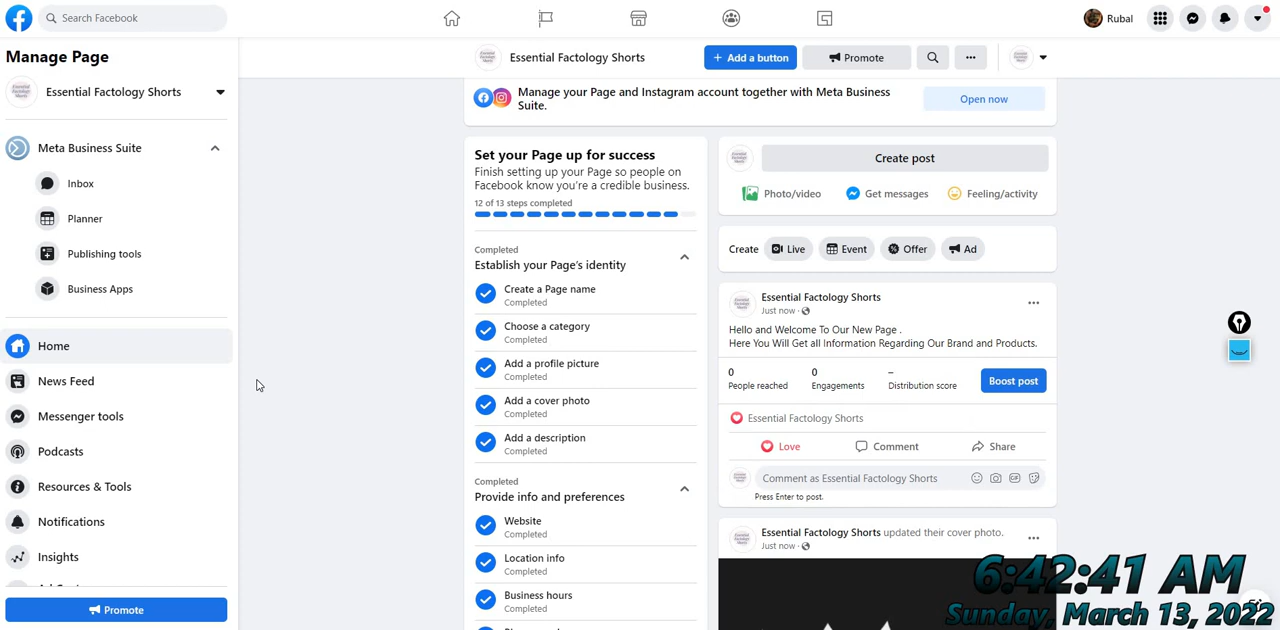 Search Facebook
Rubal
Manage Page
Essential Factology Shorts
Meta Business Suite
Inbox
Planner
Publishing tools
Business Apps
Home
News Feed
Messenger tools
Podcasts
Resources & Tools
Notifications
Insights
Promote
Essential Factology Shorts
+ Add a button
Promote
Manage your Page and Instagram account together with Meta Business
Suite.
Open now
Set your Page up for success
Finish setting up your Page so people on
Facebook know you're a credible business.
12 of 13 steps completed
Completed
Establish your Page's identity
Create a Page name
Completed
Choose a category
Completed
Add a profile picture
Completed
Add a cover photo
Completed
Add a description
Completed
Completed
Provide info and preferences
Website
Completed
Location info
Completed
Business hours
Completed
Create post
Photo/video
Get messages
Feeling/activity
Create
Live
Event
Offer
Ad
Essential Factology Shorts
Just now ·
Hello and Welcome To Our New Page .
Here You Will Get all Information Regarding Our Brand and Products.
0
People reached
0
Engagements
–
Distribution score
Boost post
Essential Factology Shorts
Love
Comment
Share
Comment as Essential Factology Shorts
Press Enter to post.
Essential Factology Shorts updated their cover photo.
Just now ·
6:42:41 AM
Sunday, March 13, 2022